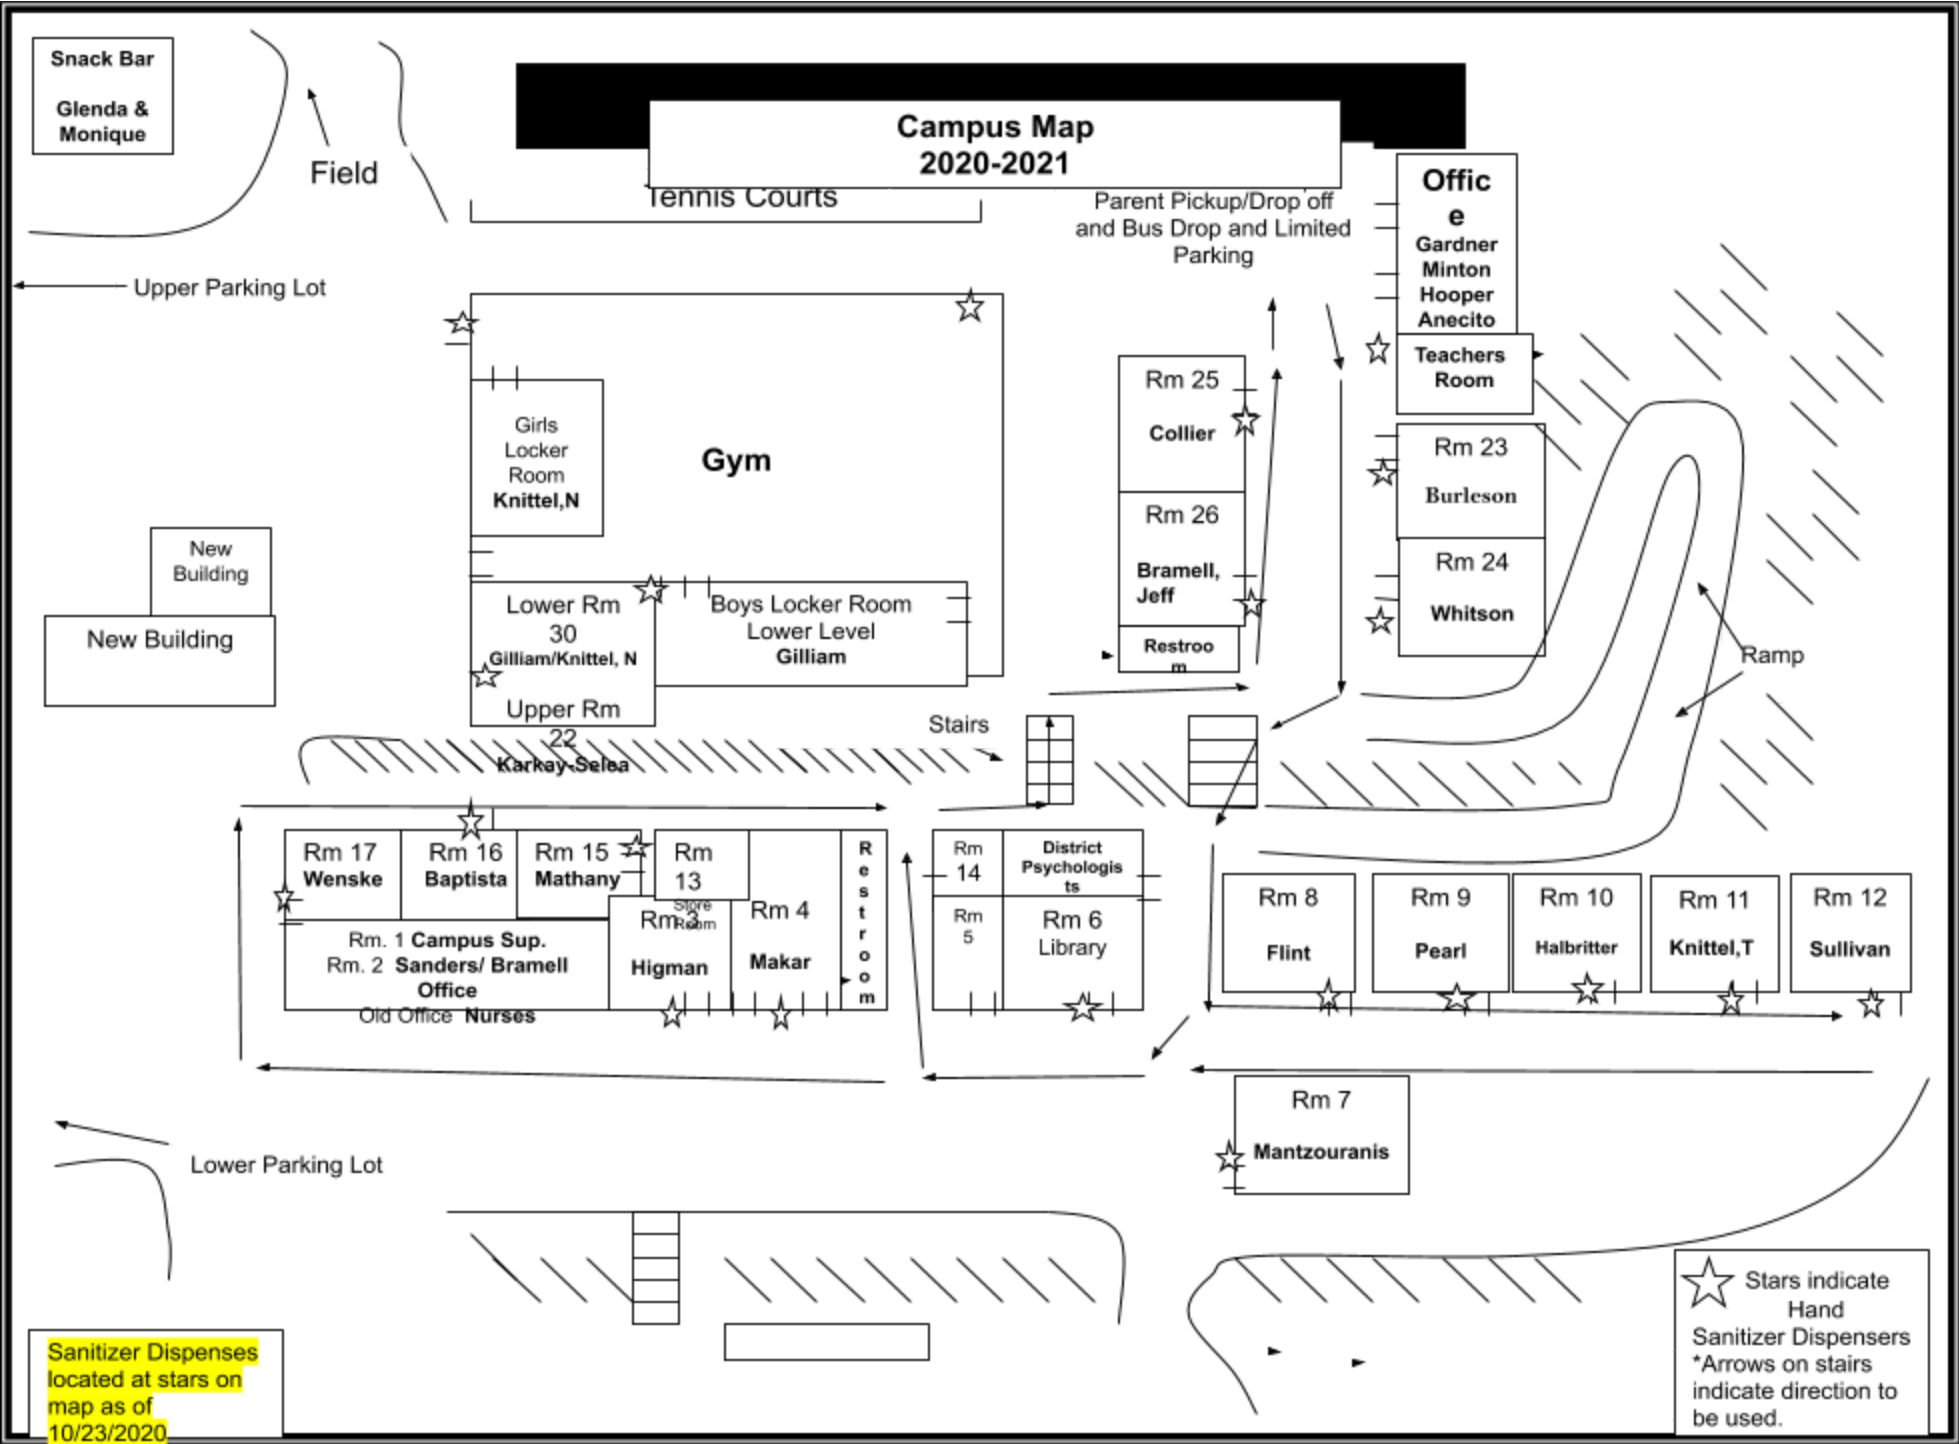 Snack Bar
Glenda &
Monique
Field
Campus Map
2020-2021
Tennis Courts
Parent Pickup/Drop off
and Bus Drop and Limited
Parking
Offic
e
Gardner
Minton
Hooper
Anecito
Teachers
Room
Upper Parking Lot
Girls
Locker
Room
Knittel,N
Gym
Rm 25
Collier
Rm 26
Bramell,
Jeff
Restroo
m
Rm 23
Burleson
Rm 24
Whitson
Ramp
New
Building
New Building
Lower Rm
30
Gilliam/Knittel, N
Upper Rm
22
Karkay-Selea
Boys Locker Room
Lower Level
Gilliam
Stairs
Rm 17
Wenske
Rm 16
Baptista
Rm 15
Mathany
Rm
13
Store
Room
Rm 3
Higman
Rm 4
Makar
R
e
s
t
r
o
o
m
Rm. 1 Campus Sup.
Rm. 2 Sanders/ Bramell
Office
Old Office Nurses
Rm
14
District
Psychologis
ts
Rm
5
Rm 6
Library
Rm 8
Flint
Rm 9
Pearl
Rm 10
Halbritter
Rm 11
Knittel,T
Rm 12
Sullivan
Rm 7
Mantzouranis
Lower Parking Lot
Sanitizer Dispenses
located at stars on
map as of
10/23/2020
Stars indicate
Hand
Sanitizer Dispensers
*Arrows on stairs
indicate direction to
be used.